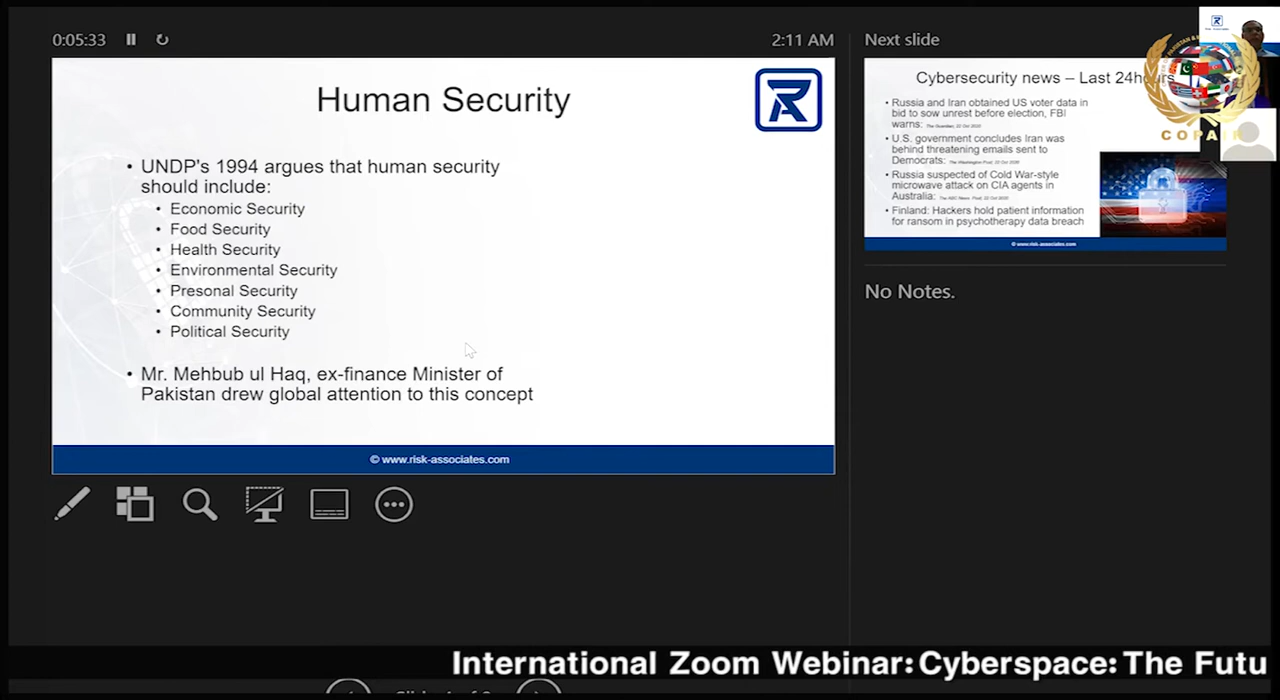 0:05:33
2:11 AM
Next slide
Human Security
• UNDP's 1994 argues that human security
should include:
• Economic Security
• Food Security
• Health Security
• Environmental Security
• Presonal Security
• Community Security
• Political Security
• Mr. Mehbub ul Haq, ex-finance Minister of
Pakistan drew global attention to this concept
© www.risk-associates.com
Cybersecurity news – Last 24hours
• Russia and Iran obtained US voter data in
bid to sow unrest before election, FBI
warns: The Guardian, 22 Oct 2020
• U.S. government concludes Iran was
behind threatening emails sent to
Democrats: The Washington Post, 22 Oct 2020
• Russia suspected of Cold War-style
microwave attack on CIA agents in
Australia: The ABC News Post, 22 Oct 2020
• Finland: Hackers hold patient information
for ransom in psychotherapy data breach
© www.risk-associates.com
COPAIR
No Notes.
International Zoom Webinar: Cyberspace: The Futu